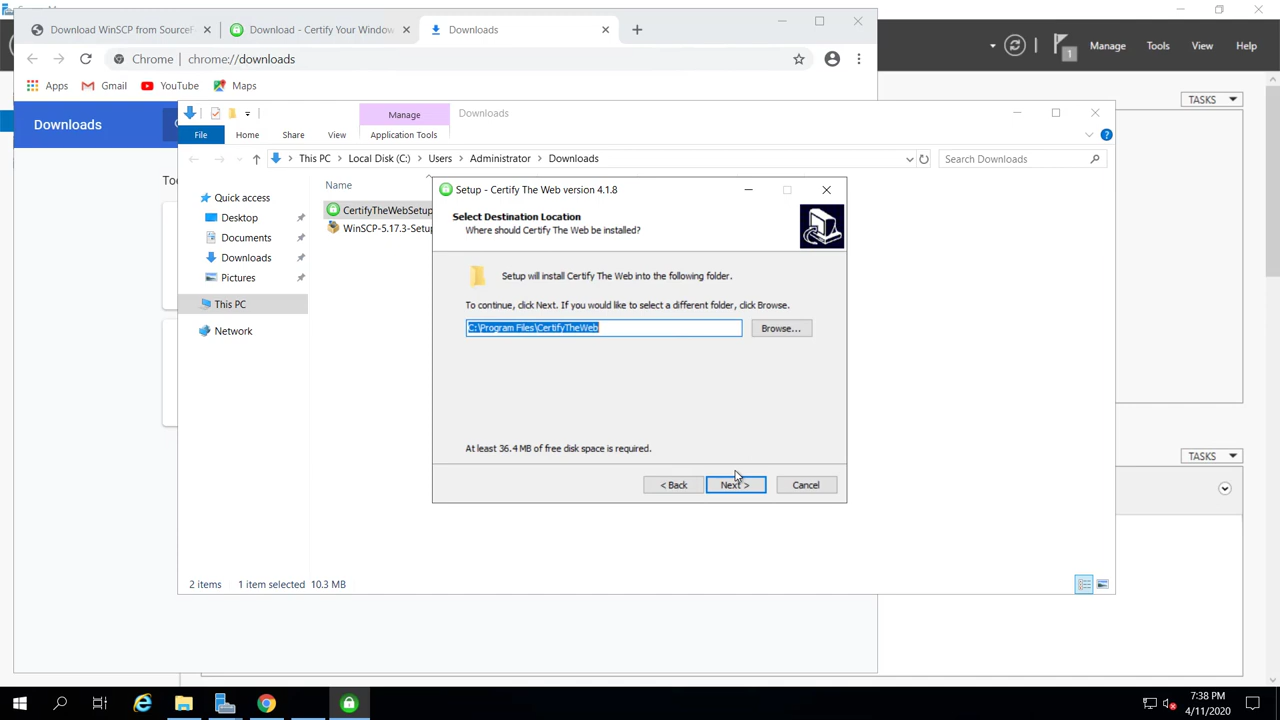 Download WinSCP from SourceF
Download - Certify Your Window
Downloads
Chrome
chrome://downloads
Apps
Gmail
YouTube
Maps
1
Manage
Tools
View
Help
Downloads
Manage
Downloads
File
Home
Share
View
Application Tools
This PC
Local Disk (C:)
Users
Administrator
Downloads
Search Downloads
Quick access
Desktop
Documents
Downloads
Pictures
This PC
Network
Name
CertifyTheWebSetup
WinSCP-5.17.3-Setup
Setup - Certify The Web version 4.1.8
Select Destination Location
Where should Certify The Web be installed?
Setup will install Certify The Web into the following folder.
To continue, click Next. If you would like to select a different folder, click Browse.
C:\Program Files\CertifyTheWeb
Browse...
At least 36.4 MB of free disk space is required.
< Back
Next >
Cancel
TASKS
TASKS
2 items
1 item selected
10.3 MB
7:38 PM
4/11/2020